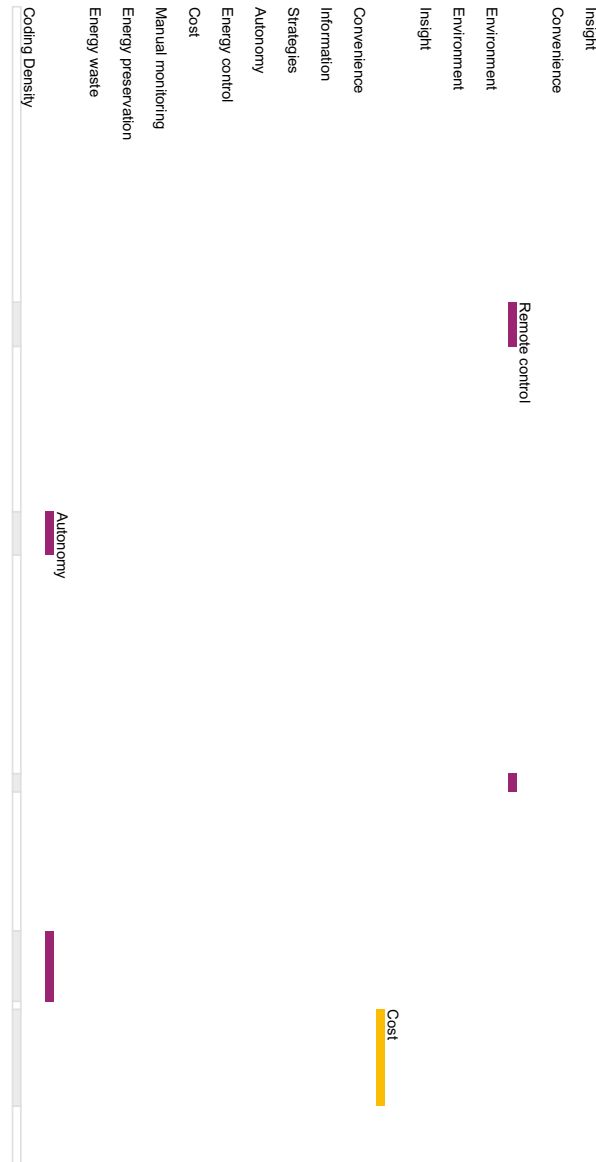 Insight
Convenience
Remote control
Environment
Environment
Insight
Cost
Convenience
Information
Strategies
Autonomy
Energy control
Cost
Manual monitoring
Energy preservation
Energy waste
Autonomy
Coding Density